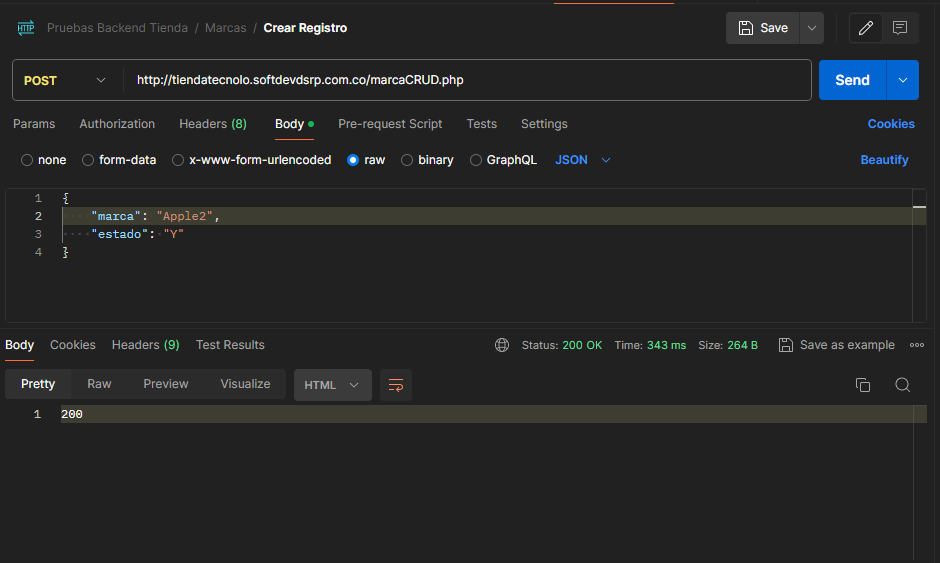 HTTP Pruebas Backend Tienda / Marcas / Crear Registro Save
POST http://tiendatecnolo.softdevdsrp.com.co/marcaCRUD.php Send
Params Authorization Headers (8) Body Pre-request Script Tests Settings Cookies
none form-data x-www-form-urlencoded raw binary GraphQL JSON Beautify
1 {
2 "marca": "Apple2",
3 "estado": "Y"
4 }
Body Cookies Headers (9) Test Results Status: 200 OK Time: 343 ms Size: 264 B Save as example
Pretty Raw Preview Visualize HTML
1 200